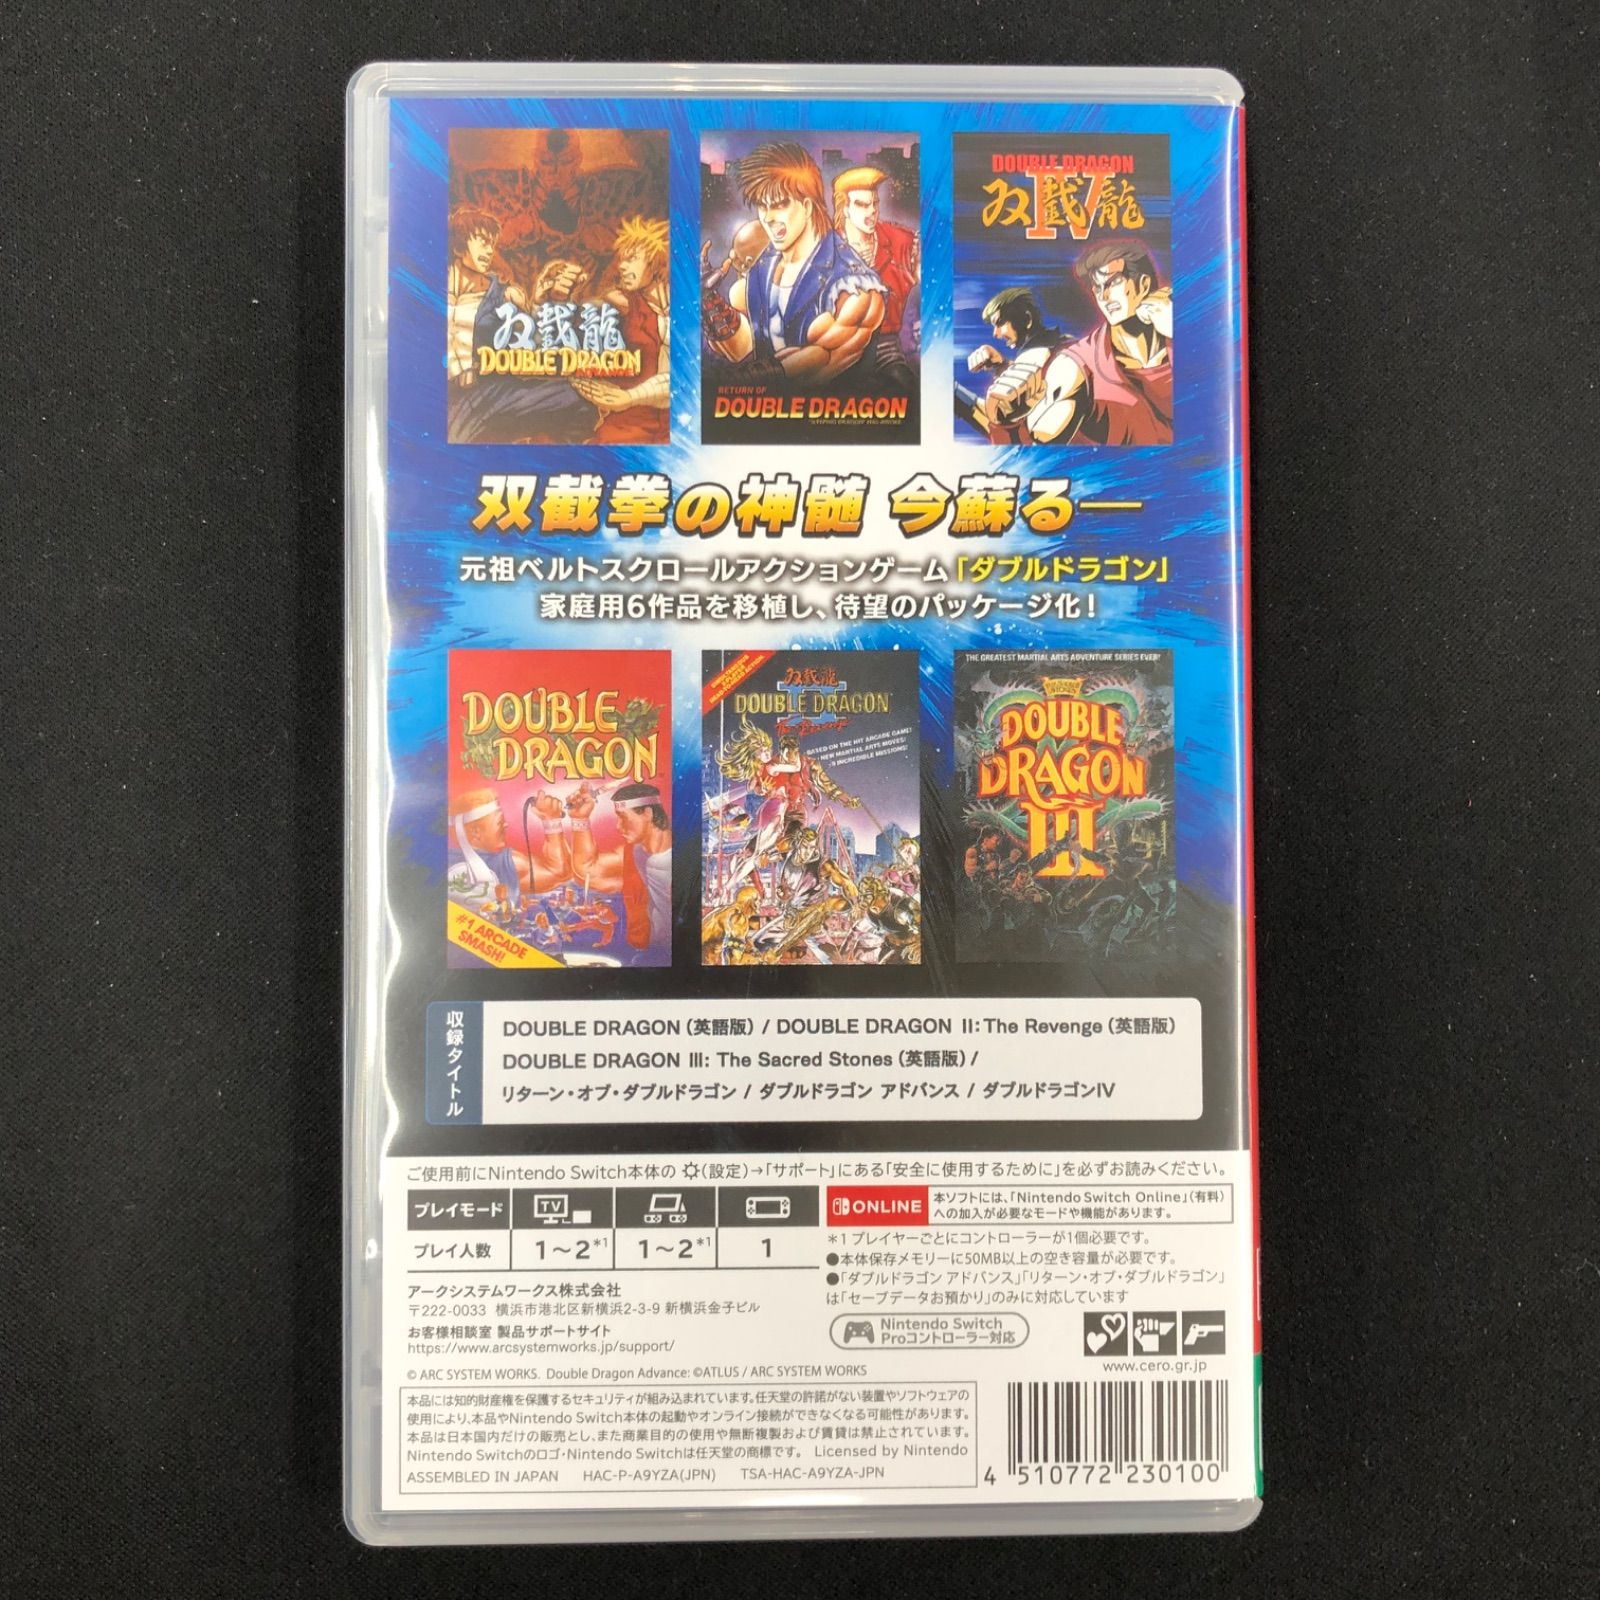 双截龍
DOUBLE DRAGON
ADVANCE
RETURN OF
DOUBLE DRAGON
"SLEEPING DRAGON" HAS AWOKE
DOUBLE DRAGON
IV
双截龍
双截拳の神髄 今蘇る―
元祖ベルトスクロールアクションゲーム「ダブルドラゴン」
家庭用6作品を移植し、待望のパッケージ化！
DOUBLE
DRAGON
#1 ARCADE
SMASH!
双截龍
II
DOUBLE DRAGON
The Revenge
BASED ON THE HIT ARCADE GAME!
NEW MARTIAL ARTS MOVES!
9 INCREDIBLE MISSIONS!
THE GREATEST MARTIAL ARTS ADVENTURE SERIES EVER!
DOUBLE
DRAGON
III
収録タイトル
DOUBLE DRAGON（英語版）/ DOUBLE DRAGON II：The Revenge（英語版）
DOUBLE DRAGON III: The Sacred Stones（英語版）/
リターン・オブ・ダブルドラゴン / ダブルドラゴン アドバンス / ダブルドラゴンIV
ご使用前にNintendo Switch本体の（設定）→「サポート」にある「安全に使用するために」を必ずお読みください。
プレイモード TV
プレイ人数 1～2*1 1～2*1 1
ONLINE 本ソフトには、「Nintendo Switch Online」（有料）
への加入が必要なモードや機能があります。
＊1 プレイヤーごとにコントローラーが1個必要です。
●本体保存メモリーに50MB以上の空き容量が必要です。
●「ダブルドラゴン アドバンス」「リターン・オブ・ダブルドラゴン」
は「セーブデータお預かり」のみに対応しています
アークシステムワークス株式会社
〒222-0033 横浜市港北区新横浜2-3-9 新横浜金子ビル
お客様相談室 製品サポートサイト
https://www.arcsystemworks.jp/support/
Nintendo Switch
Proコントローラー対応
www.cero.gr.jp
© ARC SYSTEM WORKS. Double Dragon Advance: ©ATLUS / ARC SYSTEM WORKS
本品には知的財産権を保護するセキュリティが組み込まれています。任天堂の許諾がない装置やソフトウェアの
使用により、本品やNintendo Switch本体の起動やオンライン接続ができなくなる可能性があります。
本品は日本国内だけの販売とし、また商業目的の使用や無断複製および賃貸は禁止されています。
Nintendo Switchのロゴ・Nintendo Switchは任天堂の商標です。 Licensed by Nintendo
ASSEMBLED IN JAPAN HAC-P-A9YZA(JPN) TSA-HAC-A9YZA-JPN
4 510772 230100